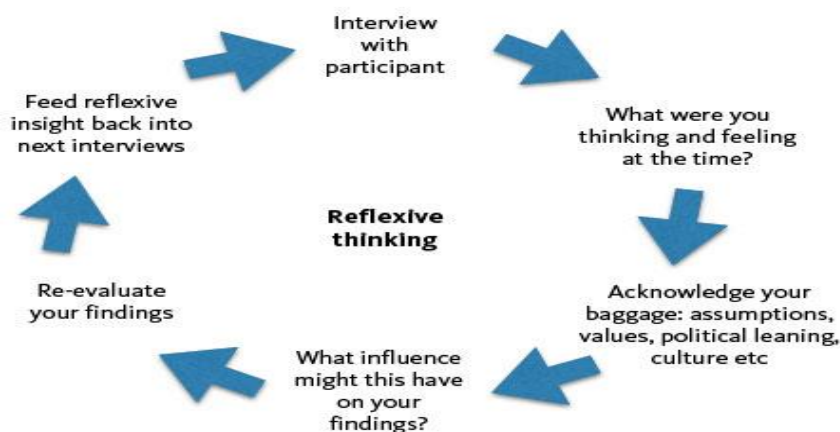 Interview
with
participant
What were you
thinking and feeling
at the time?
Acknowledge your
baggage: assumptions,
values, political leaning,
culture etc
What influence
might this have
on your
findings?
Re-evaluate
your findings
Feed reflexive
insight back into
next interviews
Reflexive
thinking